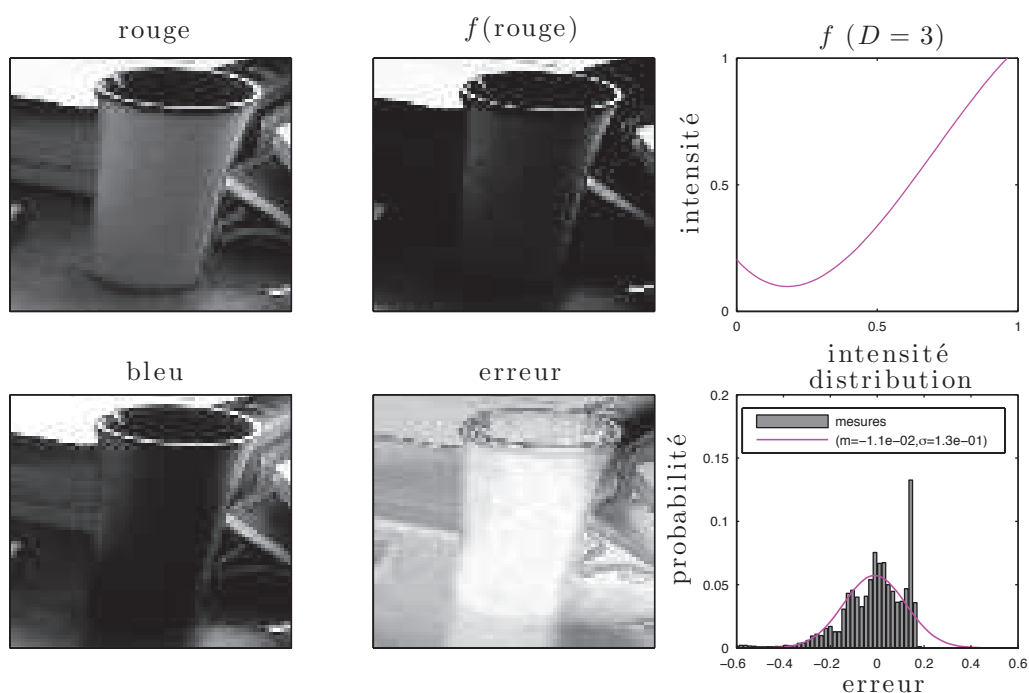 rouge
f(rouge)
f (D = 3)
intensité
1
0.5
0
0
0.5
1
intensité
bleu
erreur
distribution
probabilité
0.2
0.15
0.1
0.05
0
mesures
(m=−1.1e−02,σ=1.3e−01)
−0.6
−0.4
−0.2
0
0.2
0.4
0.6
erreur